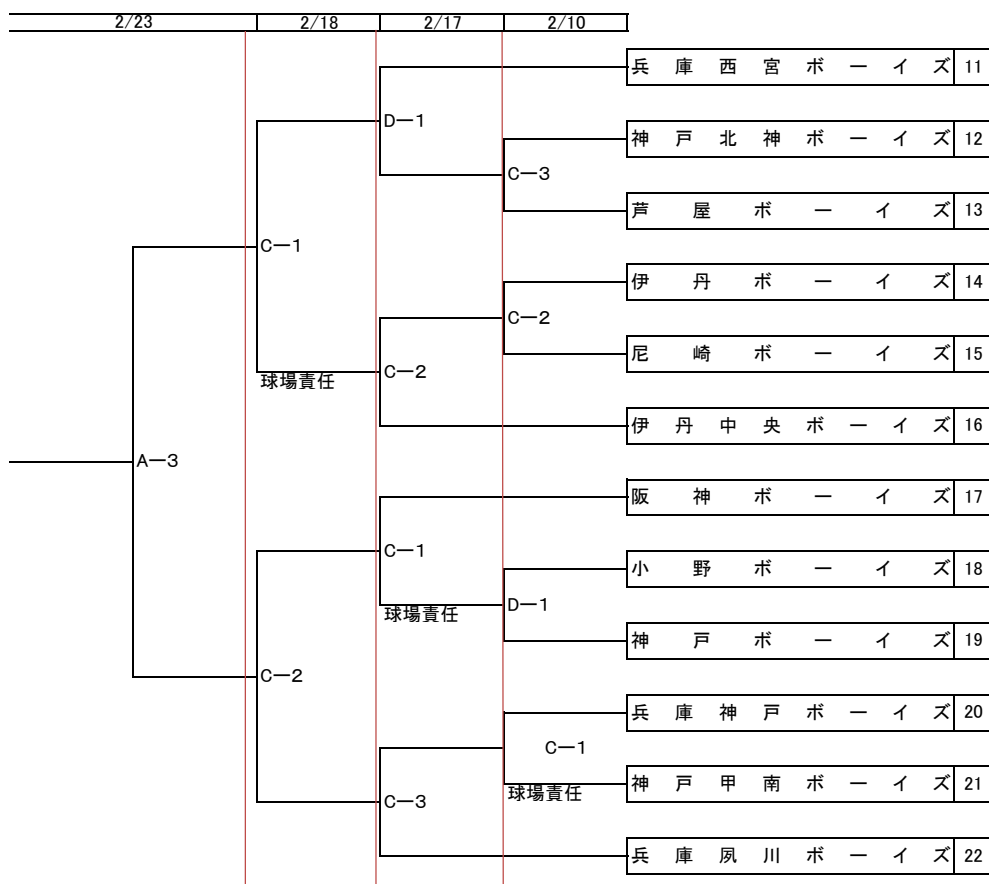 2/23 2/18 2/17 2/10
兵庫西宮ボーイズ 11
D－1
神戸北神ボーイズ 12
C－3
芦屋ボーイズ 13
C－1
伊丹ボーイズ 14
C－2
尼崎ボーイズ 15
C－2
球場責任
伊丹中央ボーイズ 16
A－3
阪神ボーイズ 17
C－1
小野ボーイズ 18
D－1
球場責任
神戸ボーイズ 19
C－2
兵庫神戸ボーイズ 20
C－1
神戸甲南ボーイズ 21
球場責任
C－3
兵庫夙川ボーイズ 22